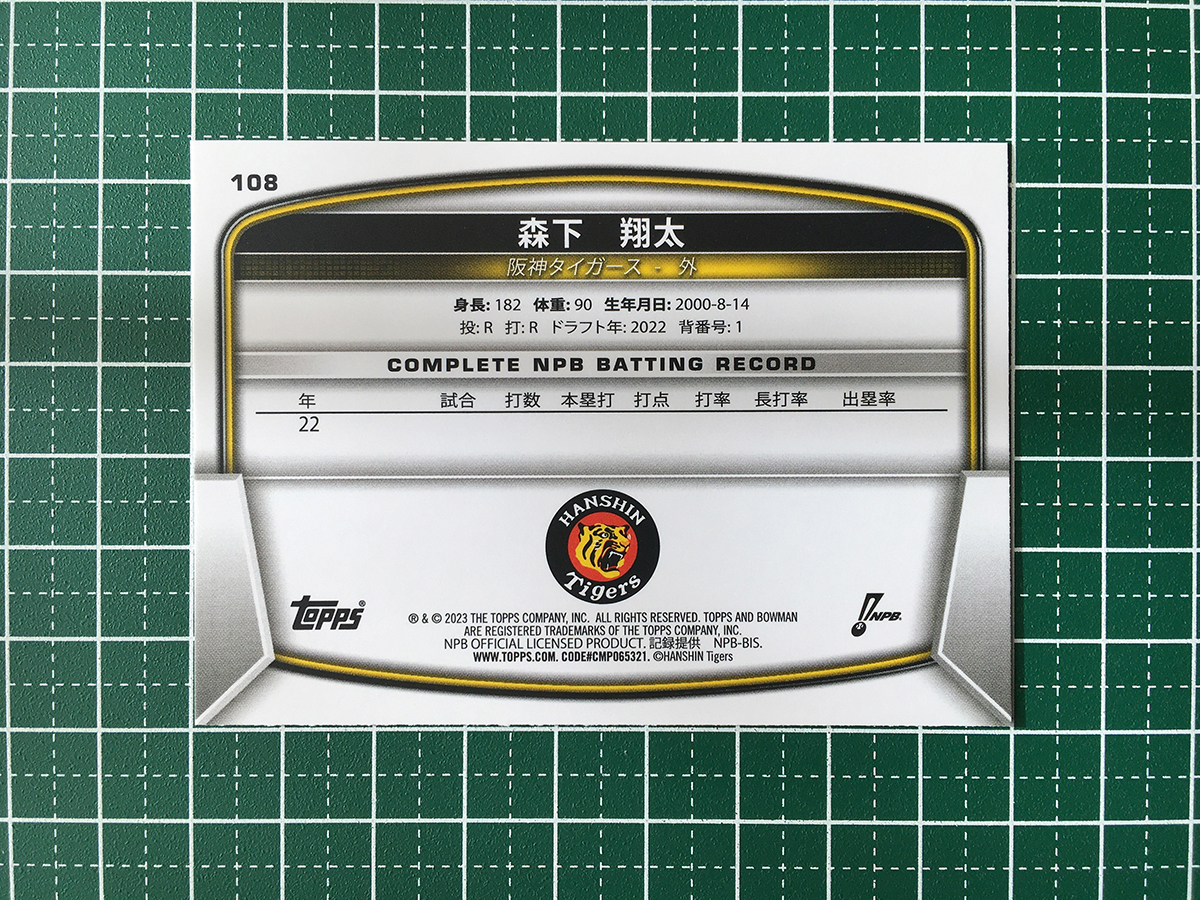 108
森下 翔太
阪神タイガース - 外
身長: 182 体重: 90 生年月日: 2000-8-14
投: R 打: R ドラフト年: 2022 背番号: 1
COMPLETE NPB BATTING RECORD
年 試合 打数 本塁打 打点 打率 長打率 出塁率
22
HANSHIN
Tigers
topps®
® & © 2023 THE TOPPS COMPANY, INC. ALL RIGHTS RESERVED. TOPPS AND BOWMAN
ARE REGISTERED TRADEMARKS OF THE TOPPS COMPANY, INC.
NPB OFFICIAL LICENSED PRODUCT. 記録提供 NPB-BIS.
WWW.TOPPS.COM. CODE#CMP065321. ©HANSHIN Tigers
NPB.